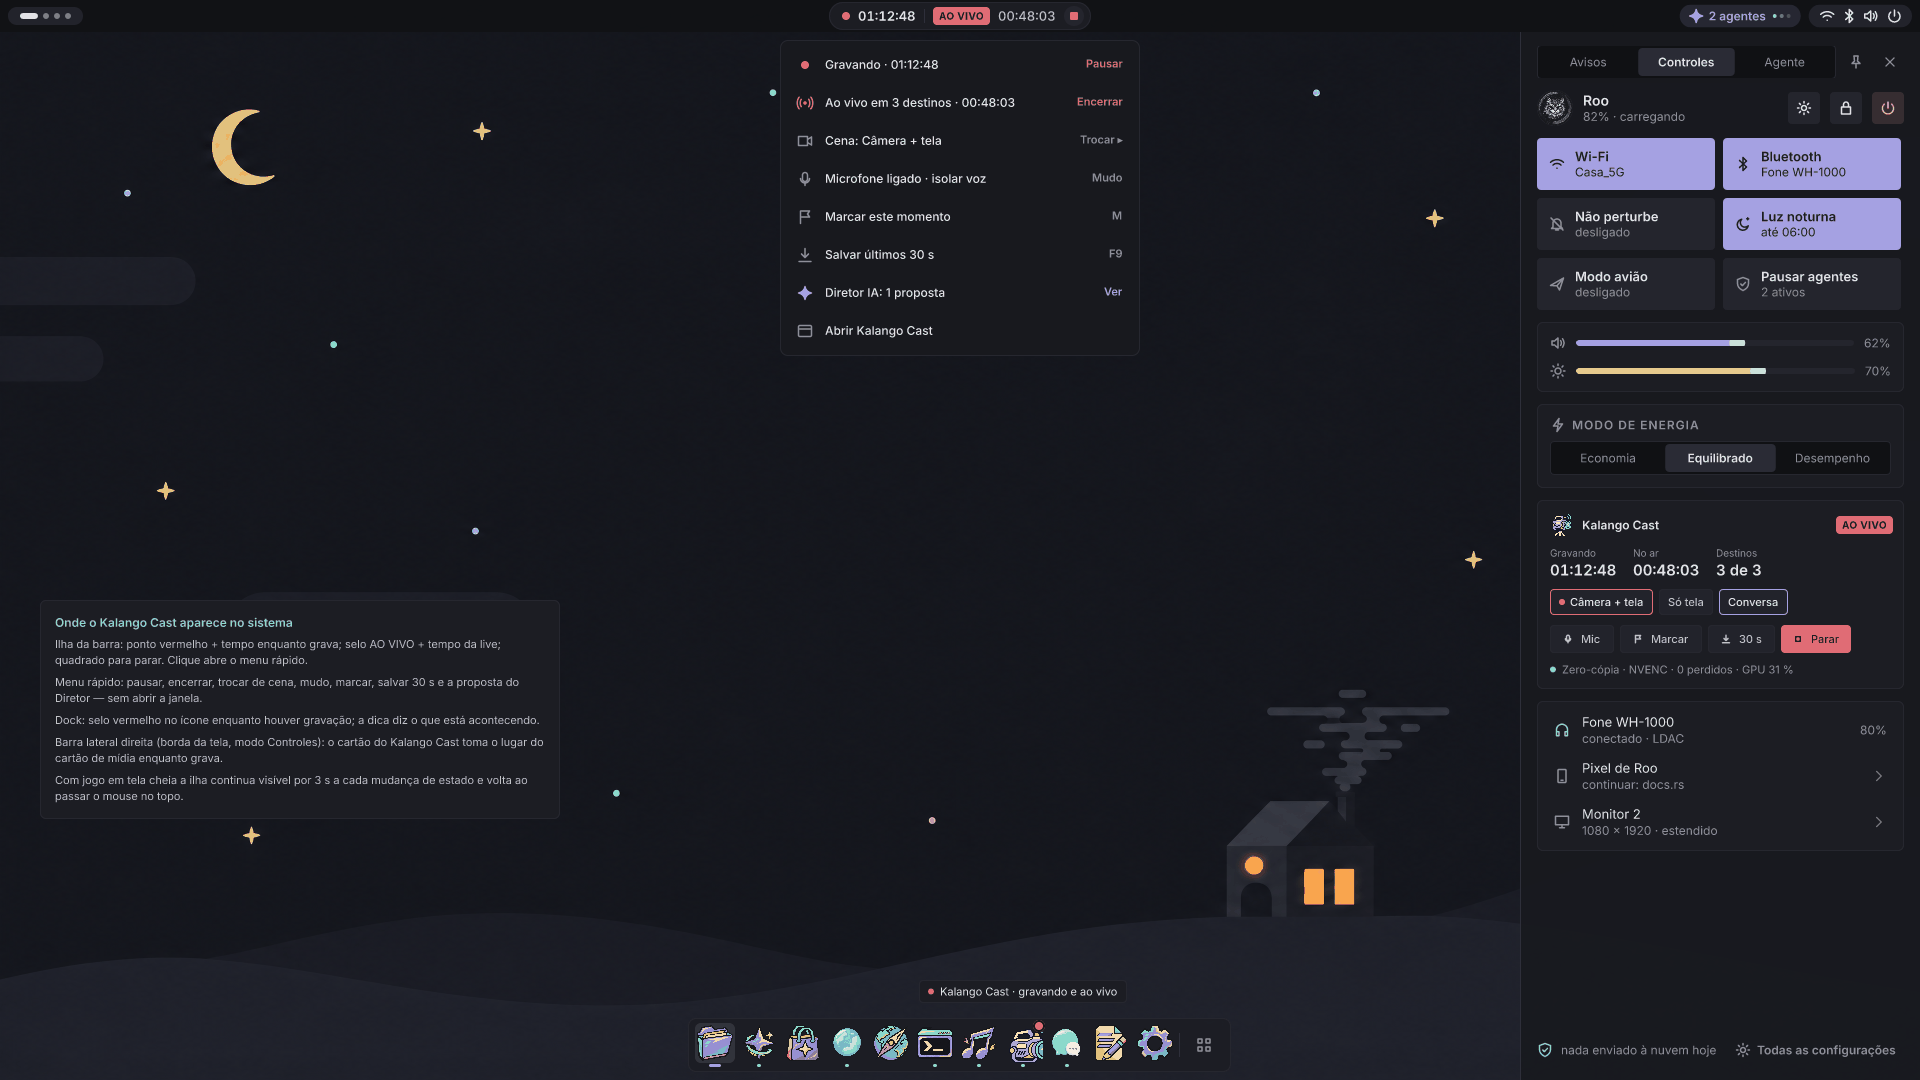 01:12:48 AO VIVO 00:48:03
2 agentes
Gravando · 01:12:48 Pausar
Ao vivo em 3 destinos · 00:48:03 Encerrar
Cena: Câmera + tela Trocar ▸
Microfone ligado · isolar voz Mudo
Marcar este momento M
Salvar últimos 30 s F9
Diretor IA: 1 proposta Ver
Abrir Kalango Cast
Onde o Kalango Cast aparece no sistema
Ilha da barra: ponto vermelho + tempo enquanto grava; selo AO VIVO + tempo da live;
quadrado para parar. Clique abre o menu rápido.
Menu rápido: pausar, encerrar, trocar de cena, mudo, marcar, salvar 30 s e a proposta do
Diretor — sem abrir a janela.
Dock: selo vermelho no ícone enquanto houver gravação; a dica diz o que está acontecendo.
Barra lateral direita (borda da tela, modo Controles): o cartão do Kalango Cast toma o lugar do
cartão de mídia enquanto grava.
Com jogo em tela cheia a ilha continua visível por 3 s a cada mudança de estado e volta ao
passar o mouse no topo.
Kalango Cast · gravando e ao vivo
Avisos Controles Agente
Roo
82% · carregando
Wi-Fi
Casa_5G
Bluetooth
Fone WH-1000
Não perturbe
desligado
Luz noturna
até 06:00
Modo avião
desligado
Pausar agentes
2 ativos
62%
70%
MODO DE ENERGIA
Economia Equilibrado Desempenho
Kalango Cast AO VIVO
Gravando No ar Destinos
01:12:48 00:48:03 3 de 3
Câmera + tela Só tela Conversa
Mic Marcar 30 s Parar
Zero-cópia · NVENC · 0 perdidos · GPU 31 %
Fone WH-1000
conectado · LDAC
80%
Pixel de Roo
continuar: docs.rs
Monitor 2
1080 × 1920 · estendido
nada enviado à nuvem hoje Todas as configurações